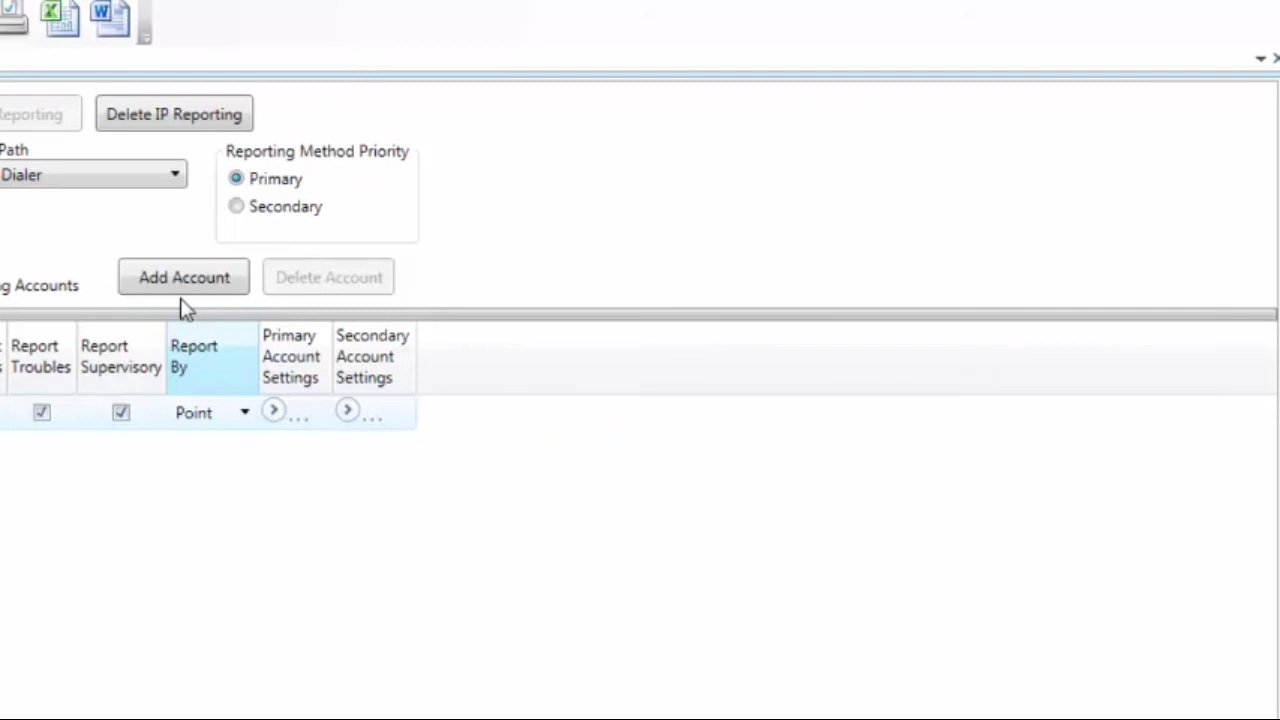 eporting
Delete IP Reporting
Path
Reporting Method Priority
Dialer
Primary
Secondary
g Accounts
Add Account
Delete Account
Report Troubles
Report Supervisory
Report By
Primary Account Settings
Secondary Account Settings
Point
...
...